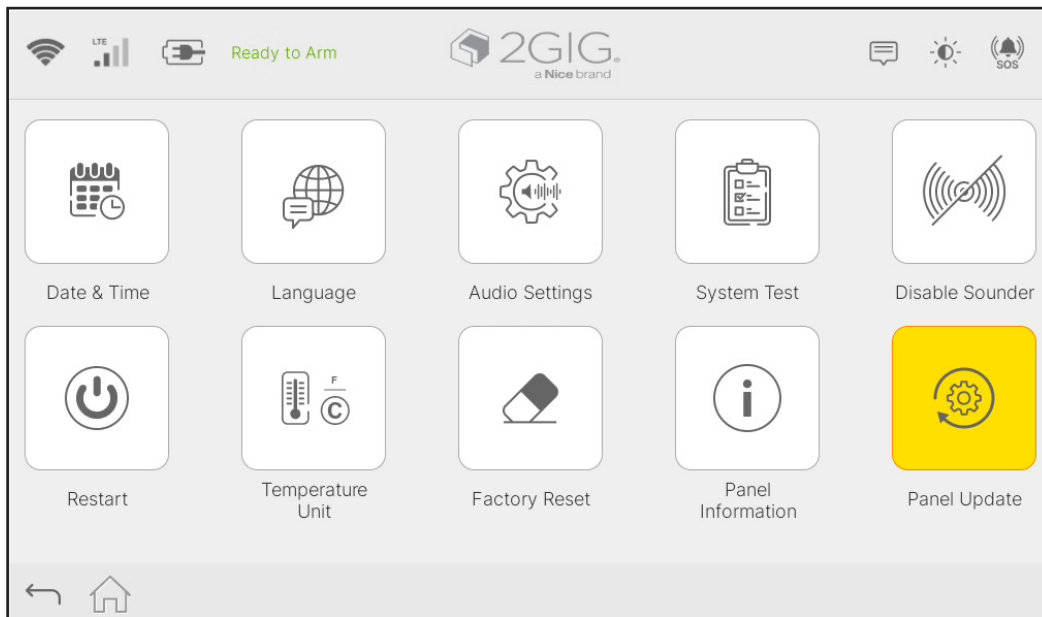 LTE
Ready to Arm
2GIG.
a Nice brand
SOS
Date & Time
Language
Audio Settings
System Test
Disable Sounder
F
C
Restart
Temperature
Unit
Factory Reset
Panel
Information
Panel Update